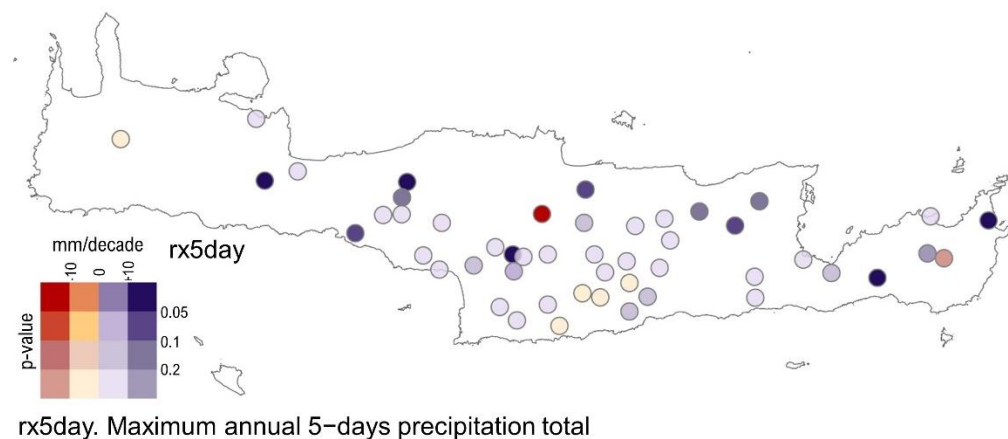 mm/decade
rx5day
-10
0
+10
p-value
0.05
0.1
0.2
rx5day. Maximum annual 5-days precipitation total